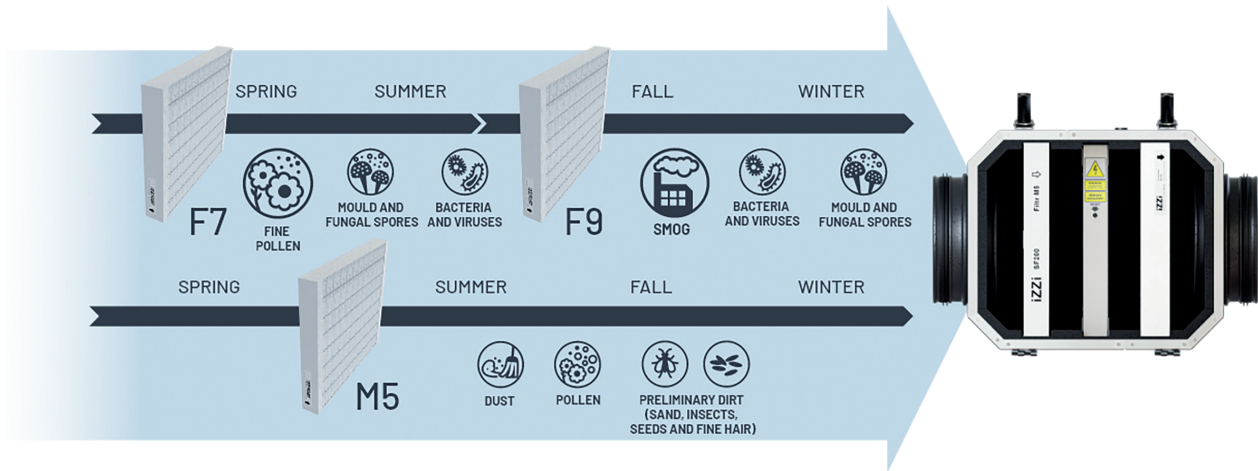 SPRING
SUMMER
FALL
WINTER
F7
FINE
POLLEN
MOULD AND
FUNGAL SPORES
BACTERIA
AND VIRUSES
F9
SMOG
BACTERIA
AND VIRUSES
MOULD AND
FUNGAL SPORES
SPRING
SUMMER
FALL
WINTER
M5
DUST
POLLEN
PRELIMINARY DIRT
(SAND, INSECTS,
SEEDS AND FINE HAIR)
iZZi SF200 Filtr M5
iZZi